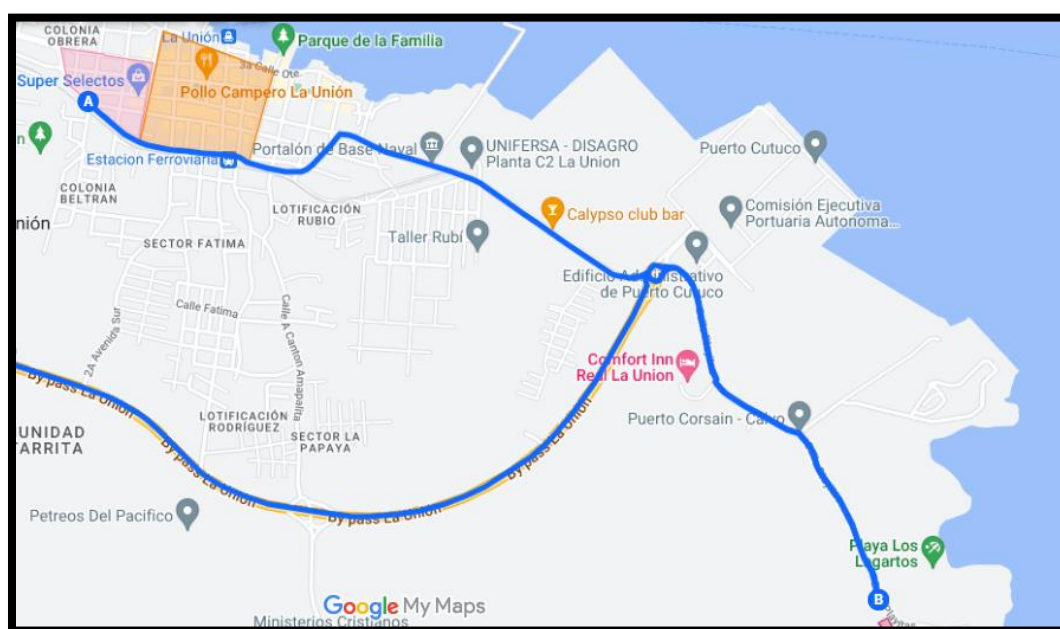 COLONIA
OBRERA
La Unión
Parque de la Familia
3a Calle Ote.
Super Selectos
Pollo Campero La Unión
A
n
Estacion Ferroviaria
Portalón de Base Naval
UNIFERSA - DISAGRO
Planta C2 La Union
Puerto Cutuco
COLONIA
BELTRAN
nión
LOTIFICACIÓN
RUBIO
Calypso club bar
Comisión Ejecutiva
Portuaria Autonoma...
SECTOR FATIMA
Taller Rubí
Edificio Administrativo
de Puerto Cutuco
Calle Fatima
2A Avenida Sur
Calle A Canton Amapalita
Comfort Inn
Real La Union
By pass La Unión
LOTIFICACIÓN
RODRÍGUEZ
Puerto Corsain - Calvo
UNIDAD
TARRITA
SECTOR LA
PAPAYA
By pass La Unión
By pass La Unión
By pass La Unión
Petreos Del Pacifico
Playa Los
Lagartos
B
Google My Maps
Ministerios Cristianos